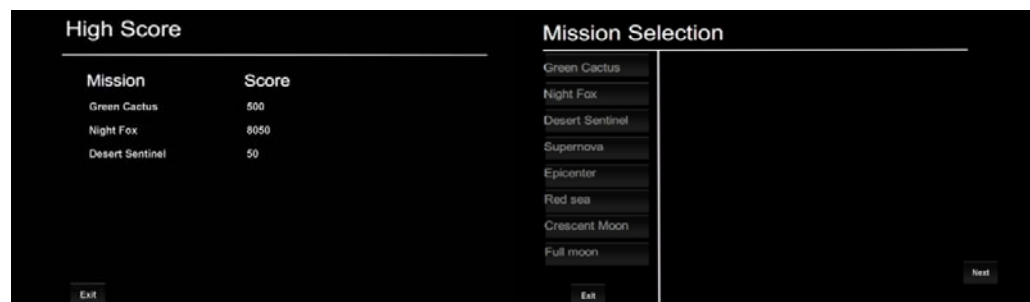 High Score
Mission Score
Green Cactus 500
Night Fox 8050
Desert Sentinel 50
Exit
Mission Selection
Green Cactus
Night Fox
Desert Sentinel
Supernova
Epicenter
Red sea
Crescent Moon
Full moon
Next
Exit